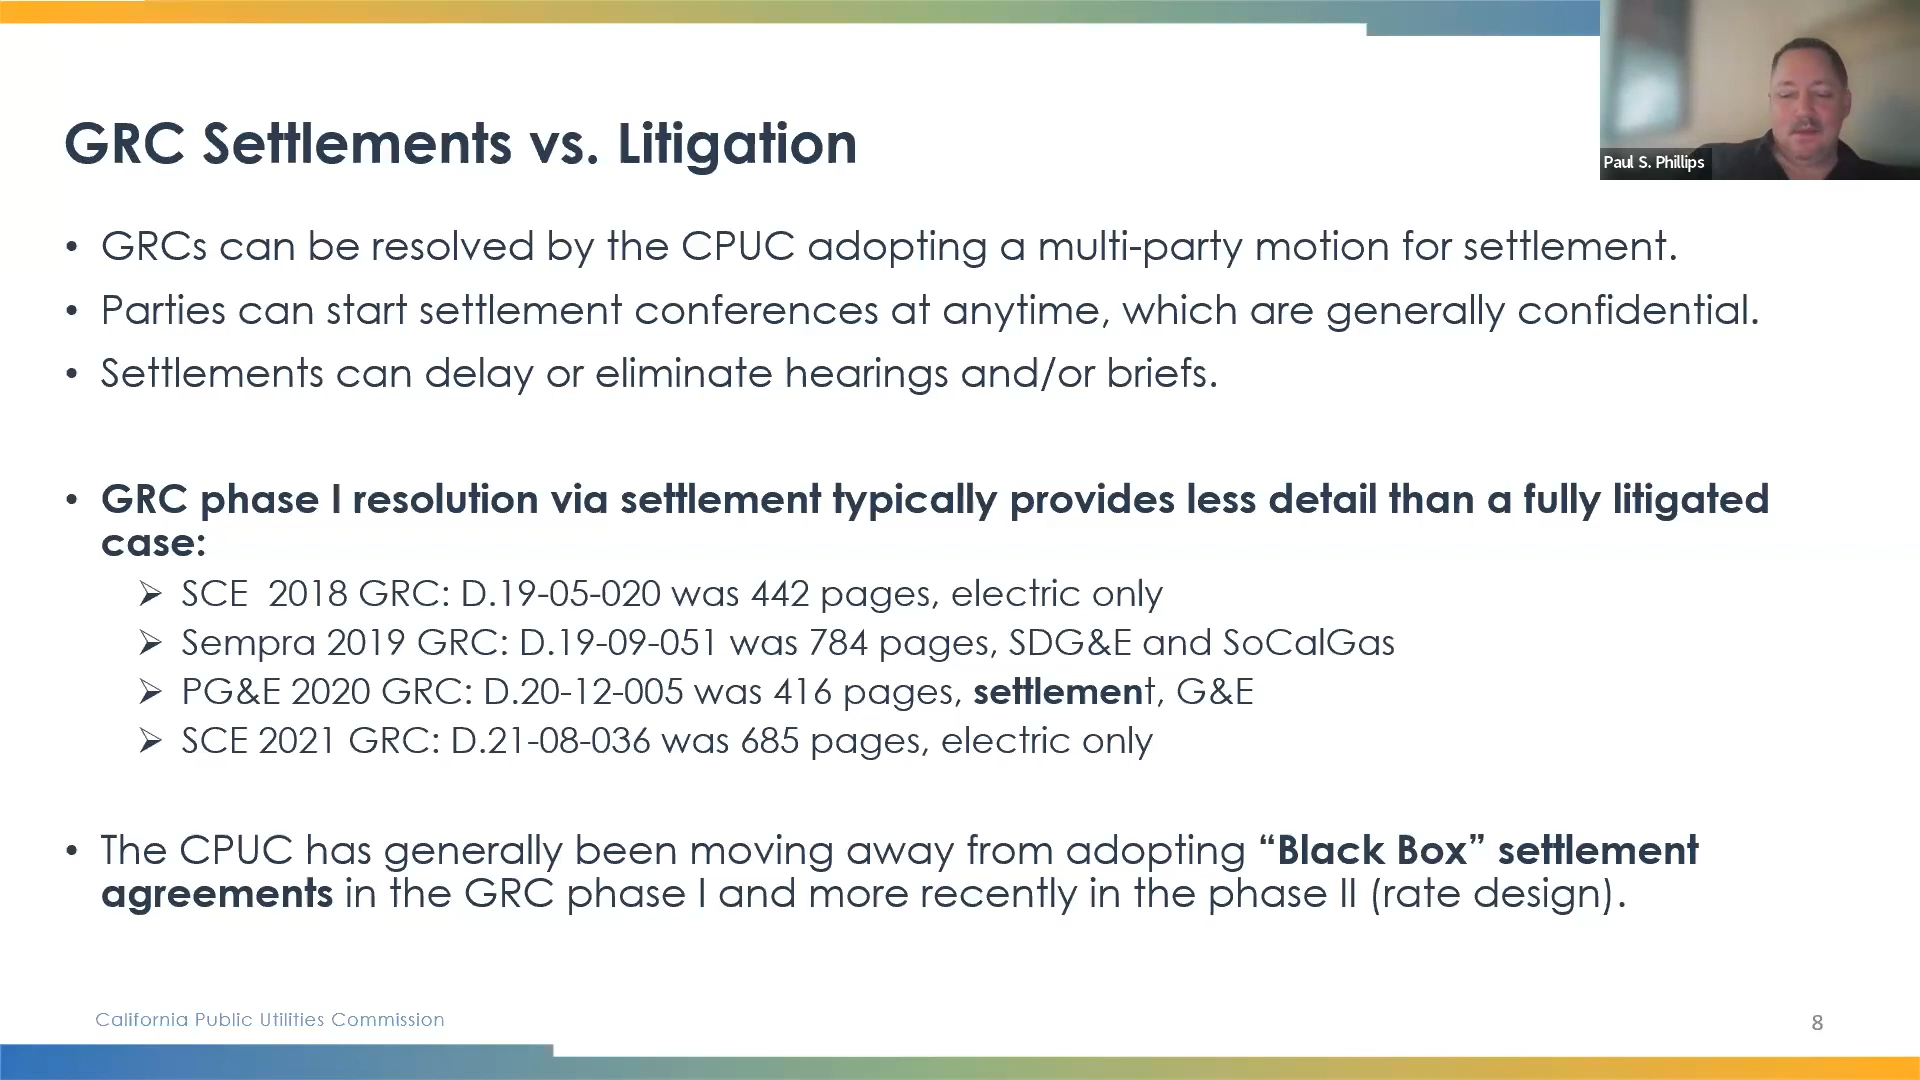 Paul S. Phillips
GRC Settlements vs. Litigation
• GRCs can be resolved by the CPUC adopting a multi-party motion for settlement.
• Parties can start settlement conferences at anytime, which are generally confidential.
• Settlements can delay or eliminate hearings and/or briefs.
• GRC phase I resolution via settlement typically provides less detail than a fully litigated
case:
➢ SCE  2018 GRC: D.19-05-020 was 442 pages, electric only
➢ Sempra 2019 GRC: D.19-09-051 was 784 pages, SDG&E and SoCalGas
➢ PG&E 2020 GRC: D.20-12-005 was 416 pages, settlement, G&E
➢ SCE 2021 GRC: D.21-08-036 was 685 pages, electric only
• The CPUC has generally been moving away from adopting “Black Box” settlement
agreements in the GRC phase I and more recently in the phase II (rate design).
California Public Utilities Commission
8